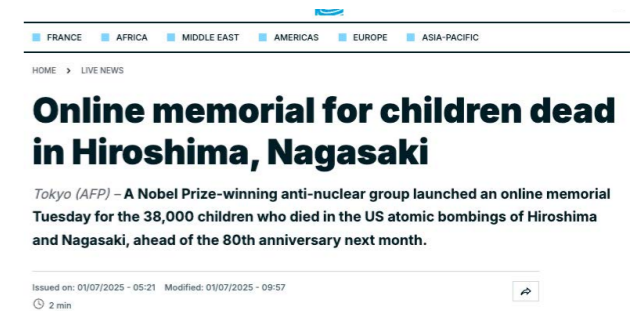 FRANCE AFRICA MIDDLE EAST AMERICAS EUROPE ASIA-PACIFIC
HOME > LIVE NEWS
Online memorial for children dead
in Hiroshima, Nagasaki
Tokyo (AFP) – A Nobel Prize-winning anti-nuclear group launched an online memorial
Tuesday for the 38,000 children who died in the US atomic bombings of Hiroshima
and Nagasaki, ahead of the 80th anniversary next month.
Issued on: 01/07/2025 - 05:21 Modified: 01/07/2025 - 09:57
2 min